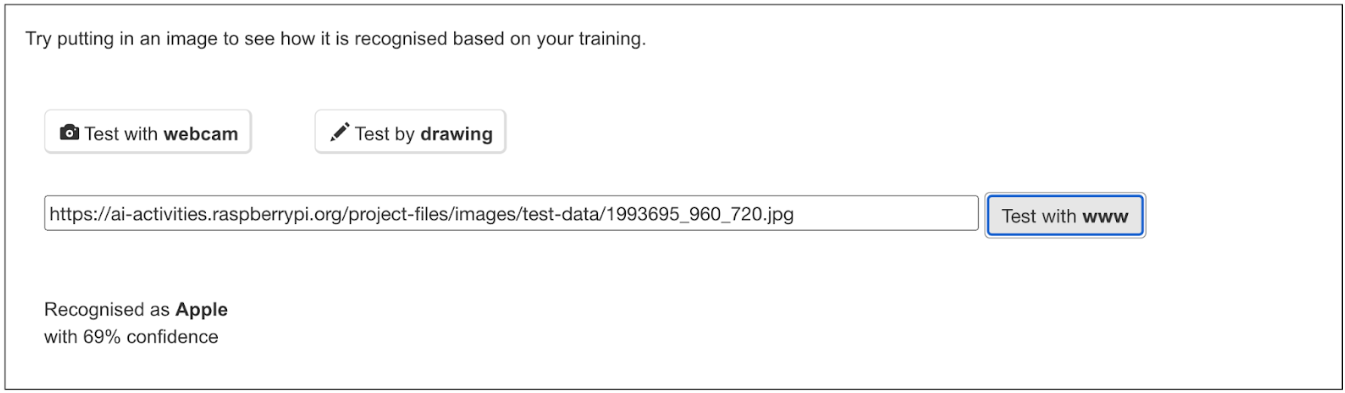 Try putting in an image to see how it is recognised based on your training.
Test with webcam
Test by drawing
https://ai-activities.raspberrypi.org/project-files/images/test-data/1993695_960_720.jpg
Test with www
Recognised as Apple
with 69% confidence